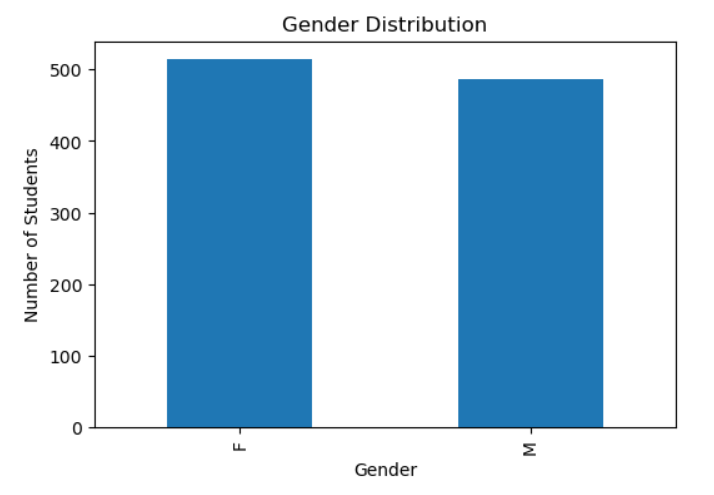 Gender Distribution
Number of Students
500
400
300
200
100
0
F
M
Gender